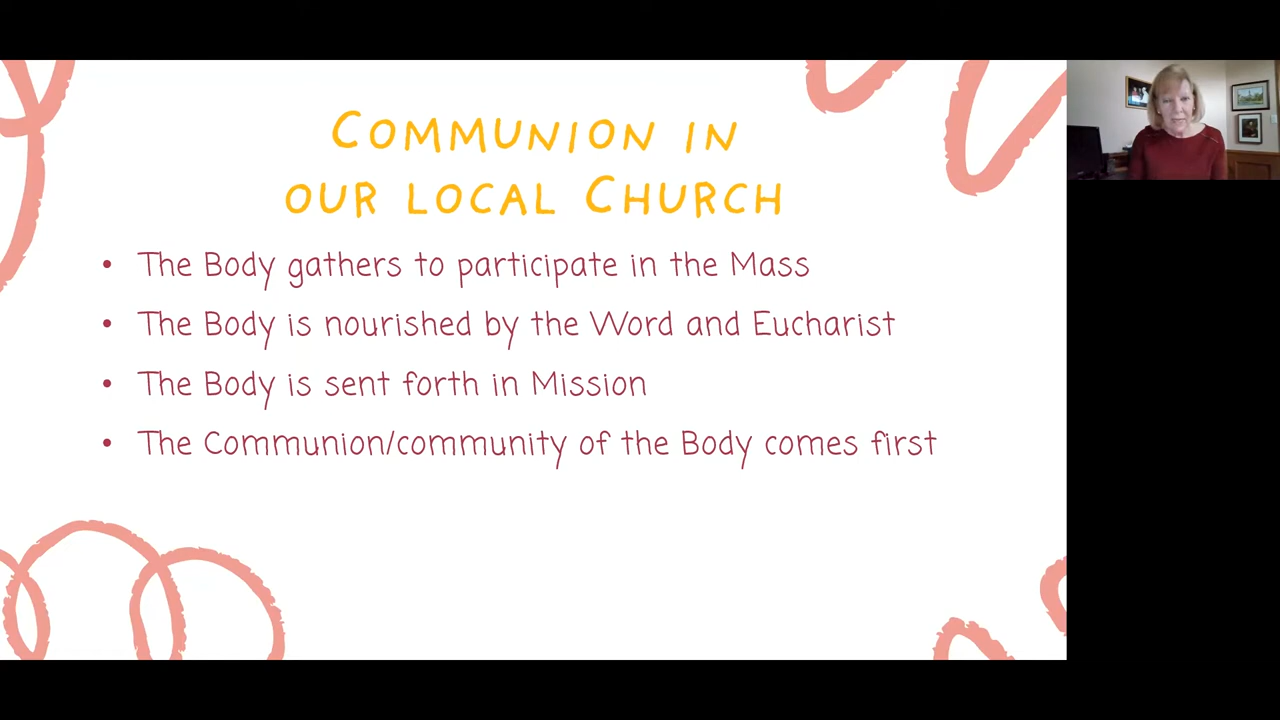 Communion in
our local Church
• The Body gathers to participate in the Mass
• The Body is nourished by the Word and Eucharist
• The Body is sent forth in Mission
• The Communion/community of the Body comes first